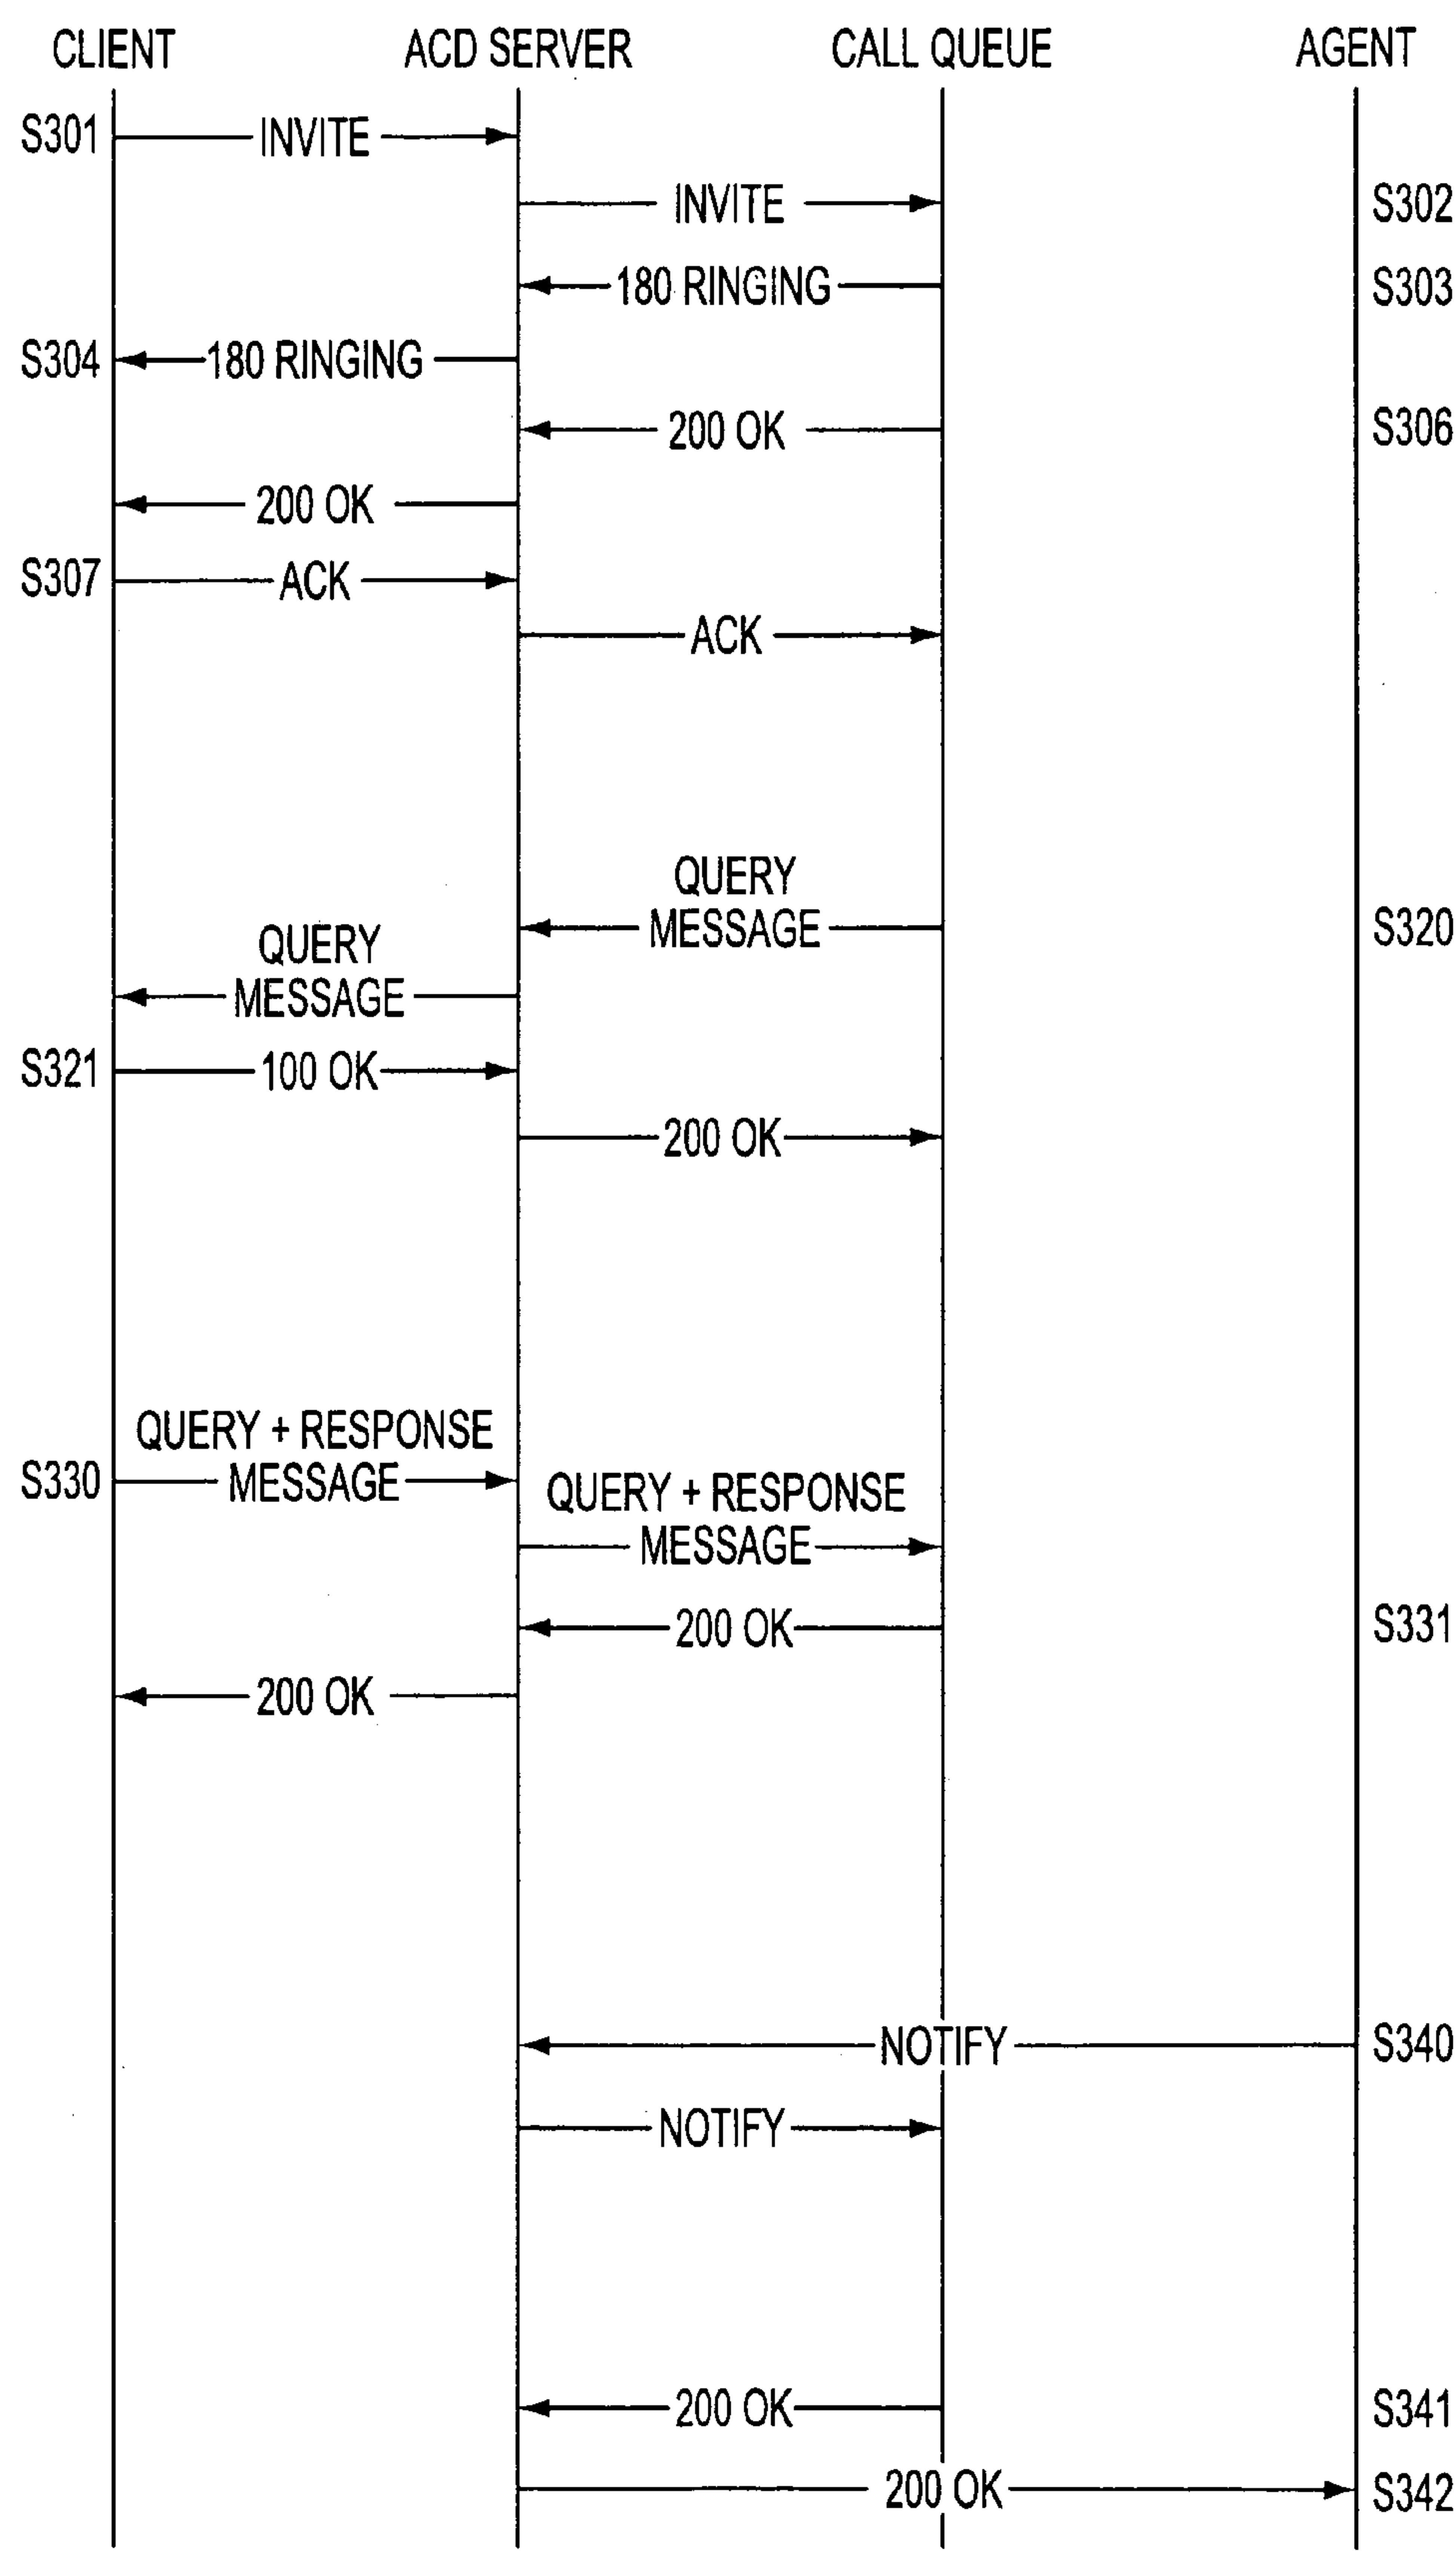 CLIENT ACD SERVER CALL QUEUE AGENT
S301 INVITE
INVITE S302
180 RINGING S303
S304 180 RINGING
200 OK S306
200 OK
S307 ACK
ACK
QUERY
MESSAGE S320
QUERY
MESSAGE
S321 100 OK
200 OK
QUERY + RESPONSE
S330 MESSAGE
QUERY + RESPONSE
MESSAGE
200 OK S331
200 OK
NOTIFY S340
NOTIFY
200 OK S341
200 OK S342